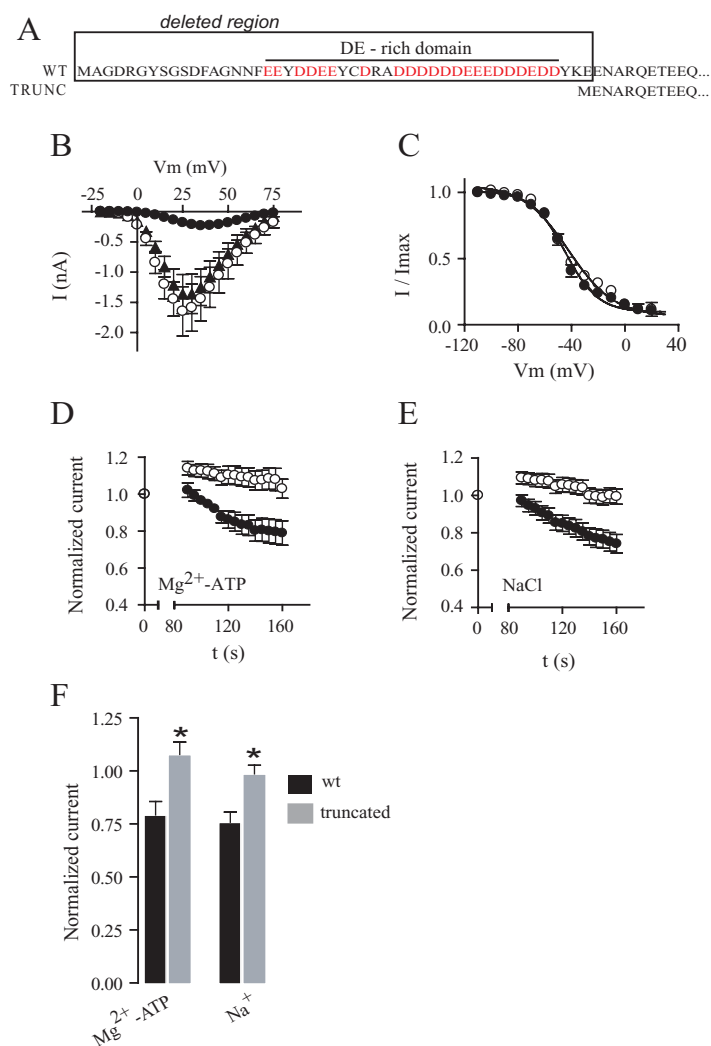 A
deleted region
DE - rich domain
WT MAGDRGYSGSDFAGNNFEEYDDEEYCDRADDDDDDEEEDDDEDDYKEENARQETEEQ...
TRUNC MENARQETEEQ...
B
Vm (mV)
-25 0 25 50 75
-0.5
-1.0
-1.5
-2.0
I (nA)
C
1.0
0.5
0.0
I / Imax
-120 -80 -40 0 40
Vm (mV)
D
1.2
1.0
0.8
0.6
0.4
Normalized current
Mg2+-ATP
0 80 120 160
t (s)
E
1.2
1.0
0.8
0.6
0.4
Normalized current
NaCl
0 80 120 160
t (s)
F
1.25
1.00
0.75
0.50
0.25
0.00
Normalized current
* *
wt
truncated
Mg2+-ATP
Na+